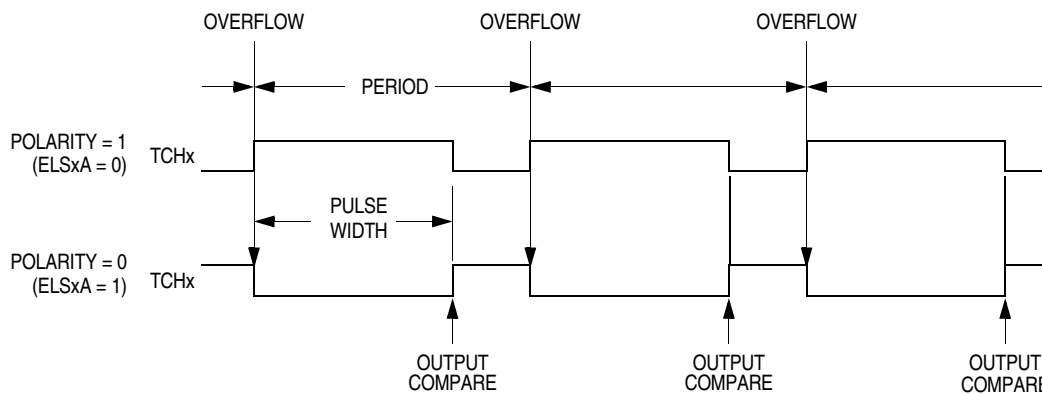 OVERFLOW OVERFLOW OVERFLOW
PERIOD
POLARITY = 1
(ELSxA = 0)
TCHx
PULSE
WIDTH
POLARITY = 0
(ELSxA = 1)
TCHx
OUTPUT
COMPARE
OUTPUT
COMPARE
OUTPUT
COMPARE